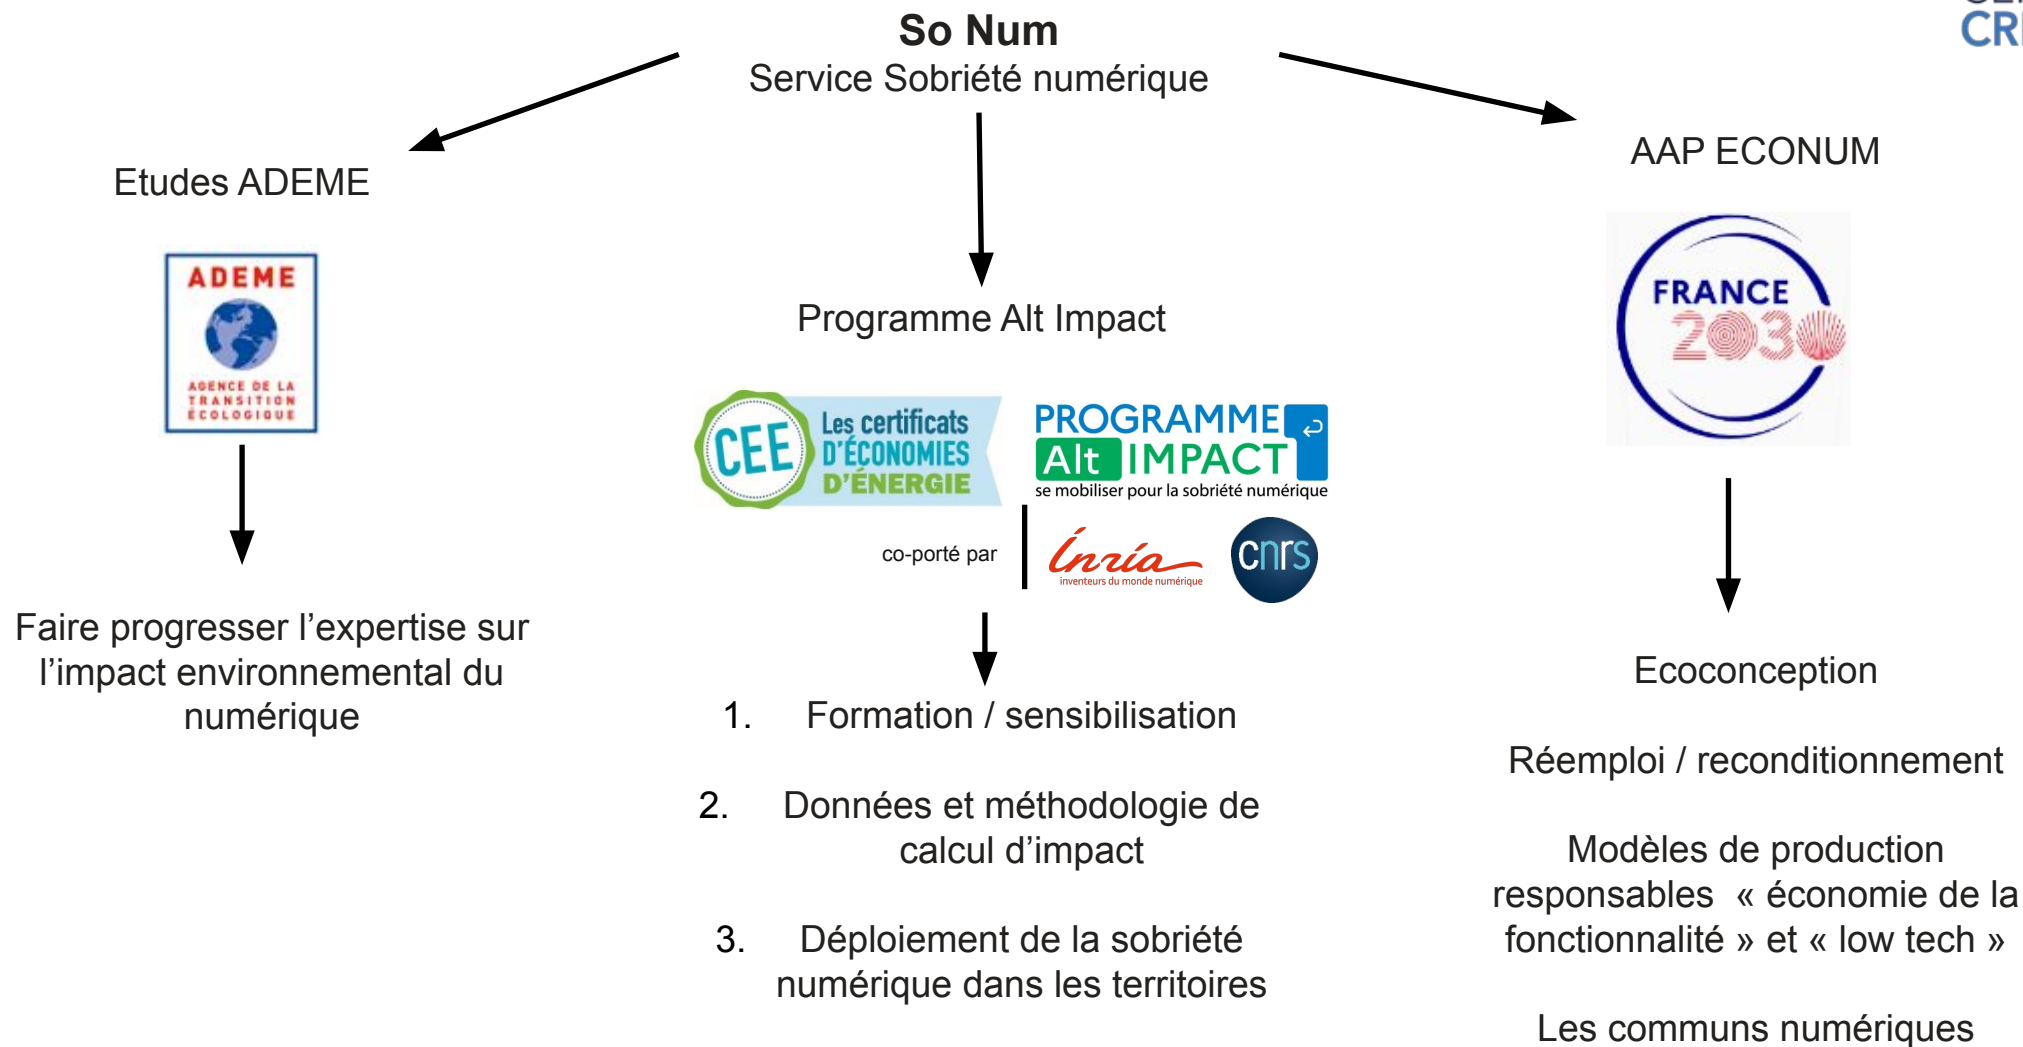 So Num
Service Sobriété numérique
CRI
Etudes ADEME
ADEME
AGENCE DE LA
TRANSITION
ÉCOLOGIQUE
Faire progresser l’expertise sur
l’impact environnemental du
numérique
Programme Alt Impact
CEE
Les certificats
D'ÉCONOMIES
D'ÉNERGIE
PROGRAMME
Alt IMPACT
se mobiliser pour la sobriété numérique
co-porté par
Inria
inventeurs du monde numérique
cnrs
1. Formation / sensibilisation
2. Données et méthodologie de
calcul d’impact
3. Déploiement de la sobriété
numérique dans les territoires
AAP ECONUM
FRANCE
2030
Ecoconception
Réemploi / reconditionnement
Modèles de production
responsables « économie de la
fonctionnalité » et « low tech »
Les communs numériques